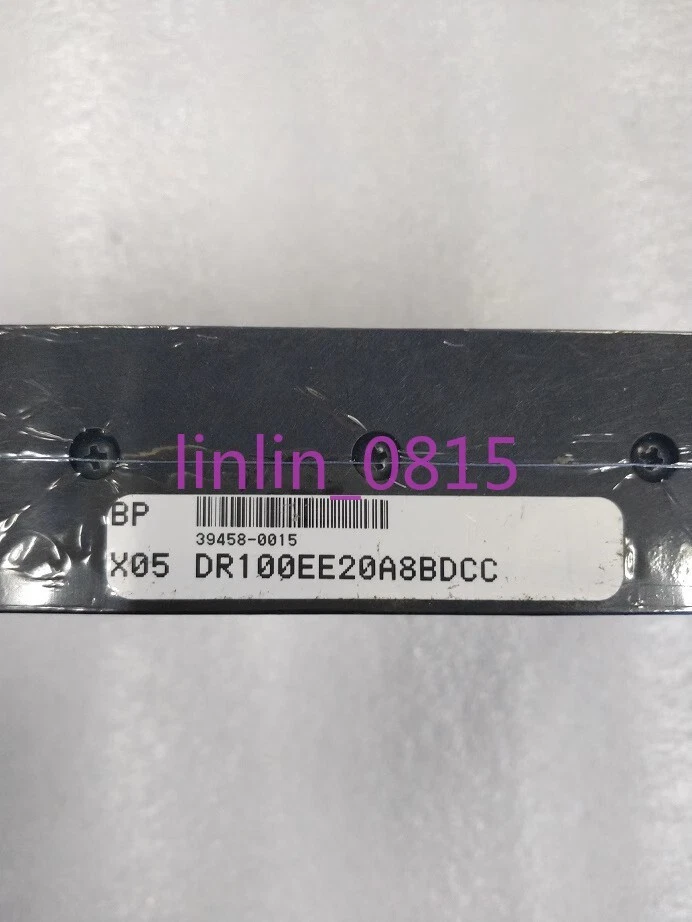 linlin_0815
BP
39458-0015
X05 DR100EE20A8BDCC